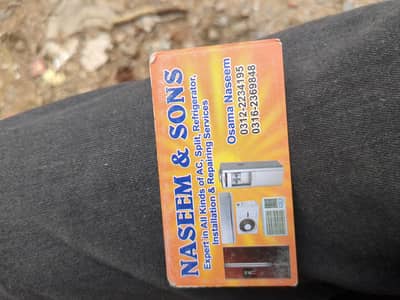 NASEEM & SONS
Expert in All Kinds of AC, Split, Refrigerator,
Installation & Repairing Services
Osama Naseem
0312-2234195
0316-2369848